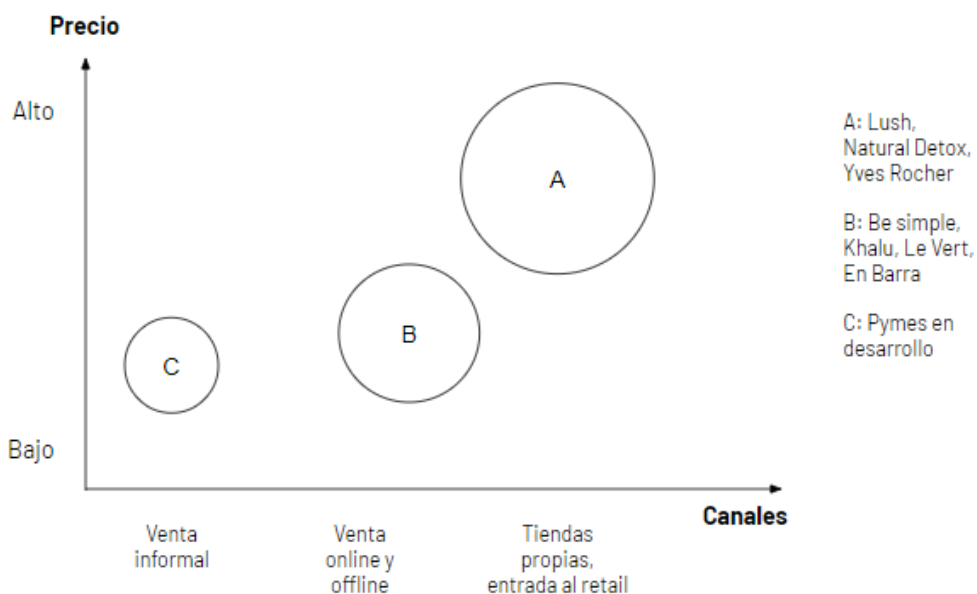 Precio
Alto
A
B
C
Bajo
Canales
Venta
informal
Venta
online y
offline
Tiendas
propias,
entrada al retail
A: Lush,
Natural Detox,
Yves Rocher
B: Be simple,
Khalu, Le Vert,
En Barra
C: Pymes en
desarrollo